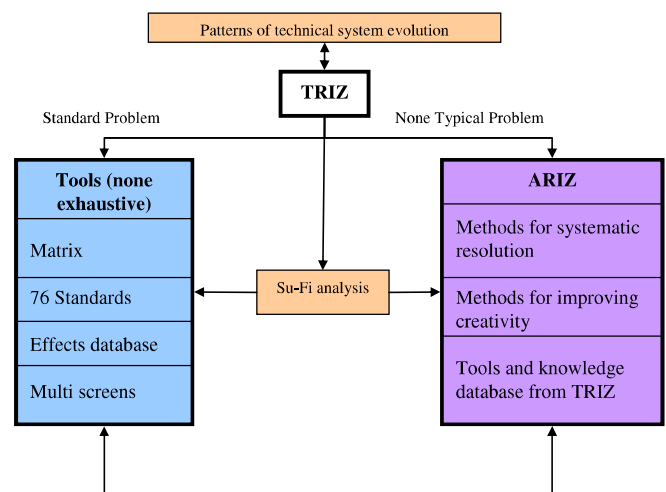 Patterns of technical system evolution
TRIZ
Standard Problem
None Typical Problem
Tools (none
exhaustive)
Matrix
76 Standards
Effects database
Multi screens
Su-Fi analysis
ARIZ
Methods for systematic
resolution
Methods for improving
creativity
Tools and knowledge
database from TRIZ